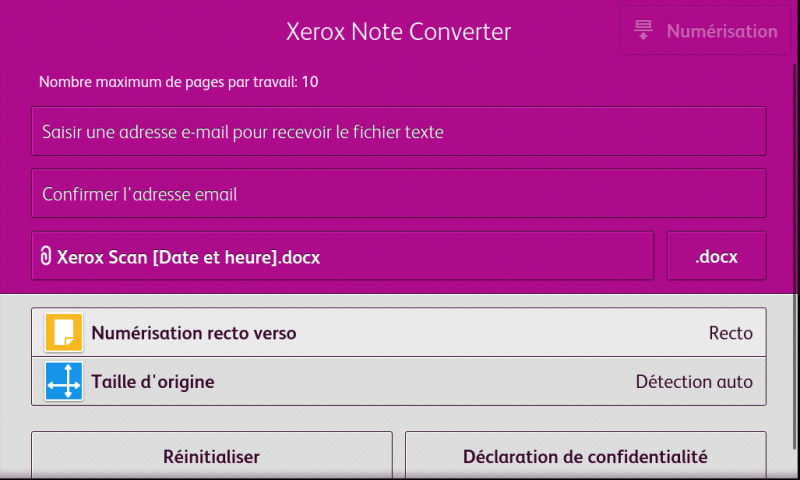 Xerox Note Converter
Numérisation
Nombre maximum de pages par travail: 10
Saisir une adresse e-mail pour recevoir le fichier texte
Confirmer l'adresse email
Xerox Scan [Date et heure].docx
.docx
Numérisation recto verso
Recto
Taille d'origine
Détection auto
Réinitialiser
Déclaration de confidentialité